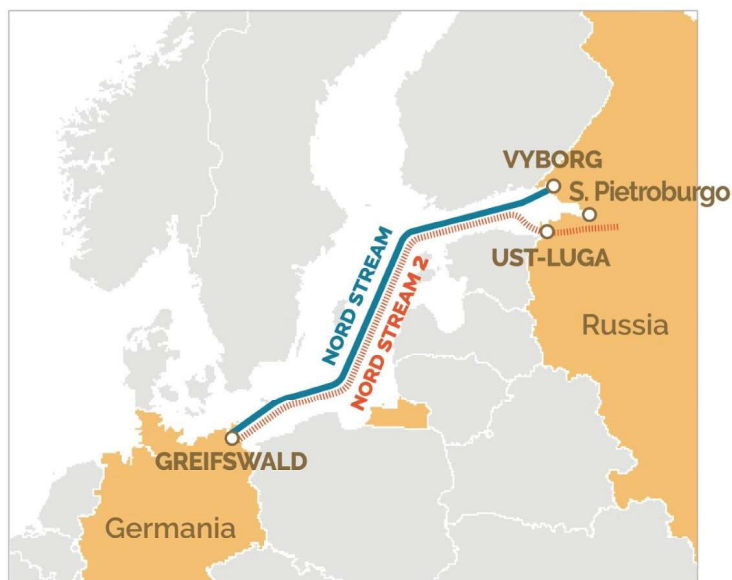 VYBORG
S. Pietroburgo
UST-LUGA
NORD STREAM
NORD STREAM 2
Russia
GREIFSWALD
Germania